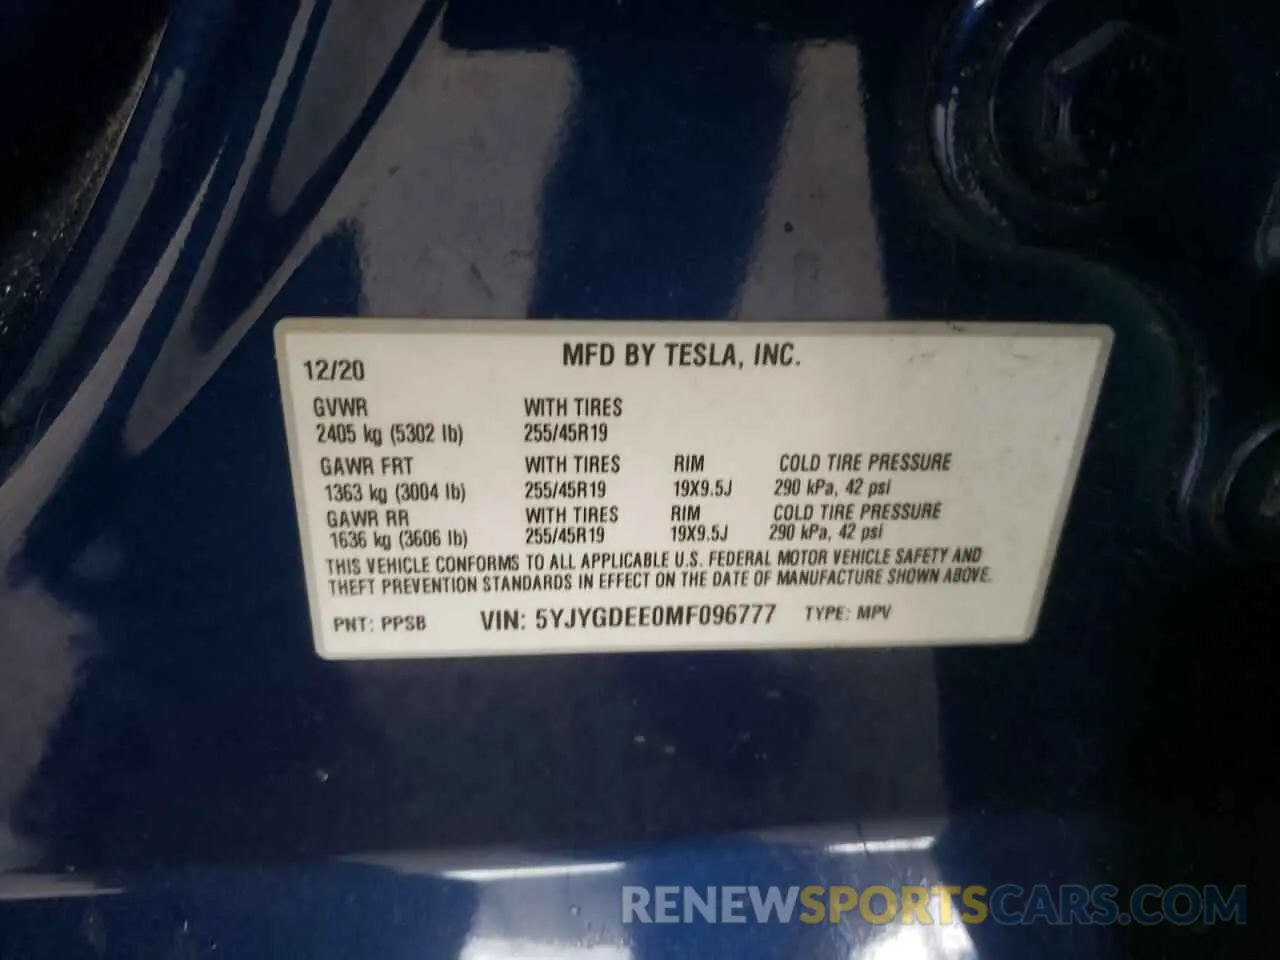 MFD BY TESLA, INC.
12/20
GVWR WITH TIRES
2405 kg (5302 lb) 255/45R19
GAWR FRT WITH TIRES RIM COLD TIRE PRESSURE
1363 kg (3004 lb) 255/45R19 19X9.5J 290 kPa, 42 psi
GAWR RR WITH TIRES RIM COLD TIRE PRESSURE
1636 kg (3606 lb) 255/45R19 19X9.5J 290 kPa, 42 psi
THIS VEHICLE CONFORMS TO ALL APPLICABLE U.S. FEDERAL MOTOR VEHICLE SAFETY AND
THEFT PREVENTION STANDARDS IN EFFECT ON THE DATE OF MANUFACTURE SHOWN ABOVE.
PNT: PPSB VIN: 5YJYGDEE0MF096777 TYPE: MPV
RENEWSPORTSCARS.COM